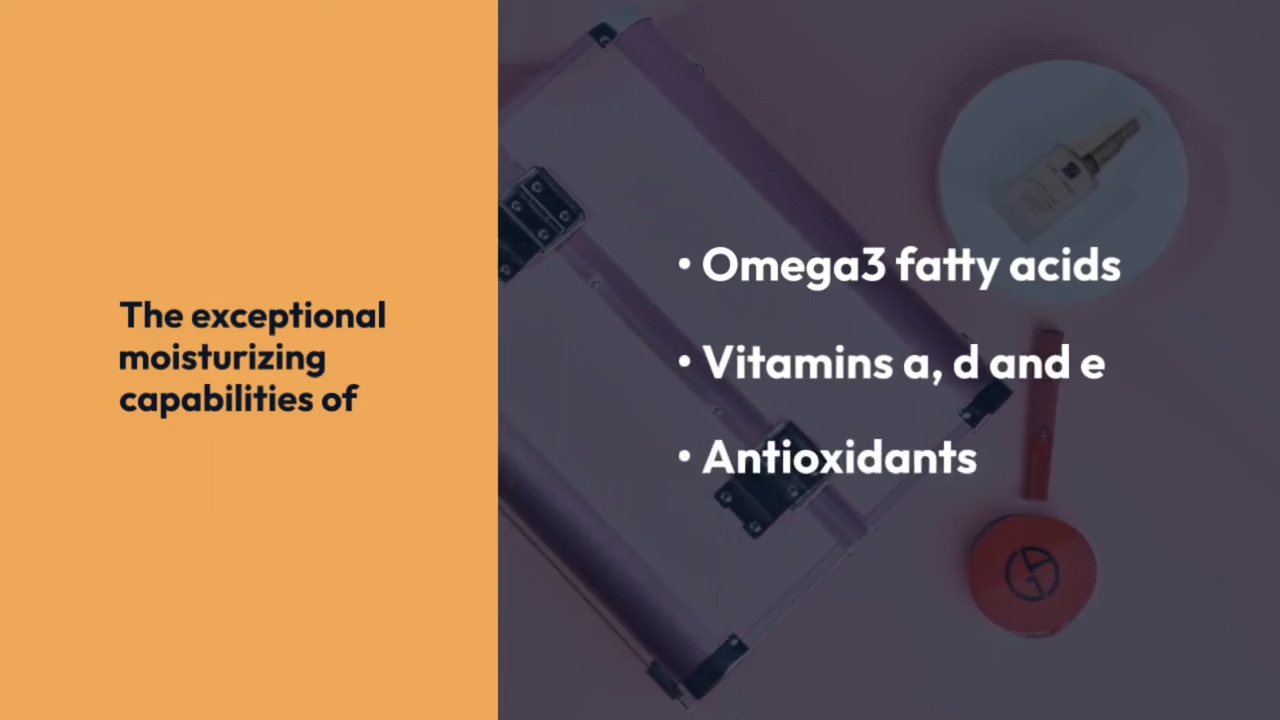 The exceptional
moisturizing
capabilities of
• Omega3 fatty acids
• Vitamins a, d and e
• Antioxidants